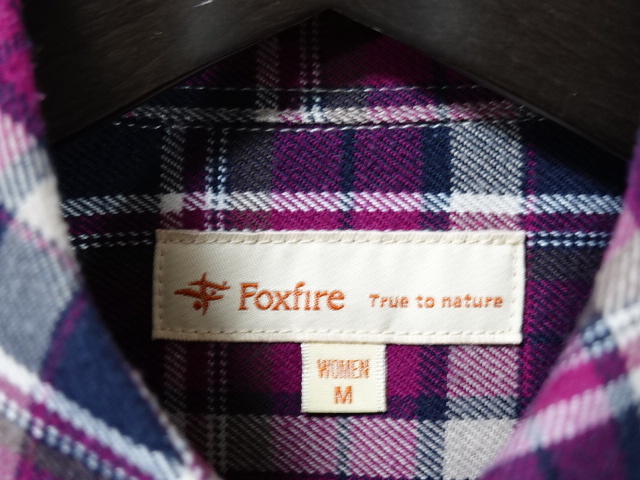 Foxfire True to nature
WOMEN
M